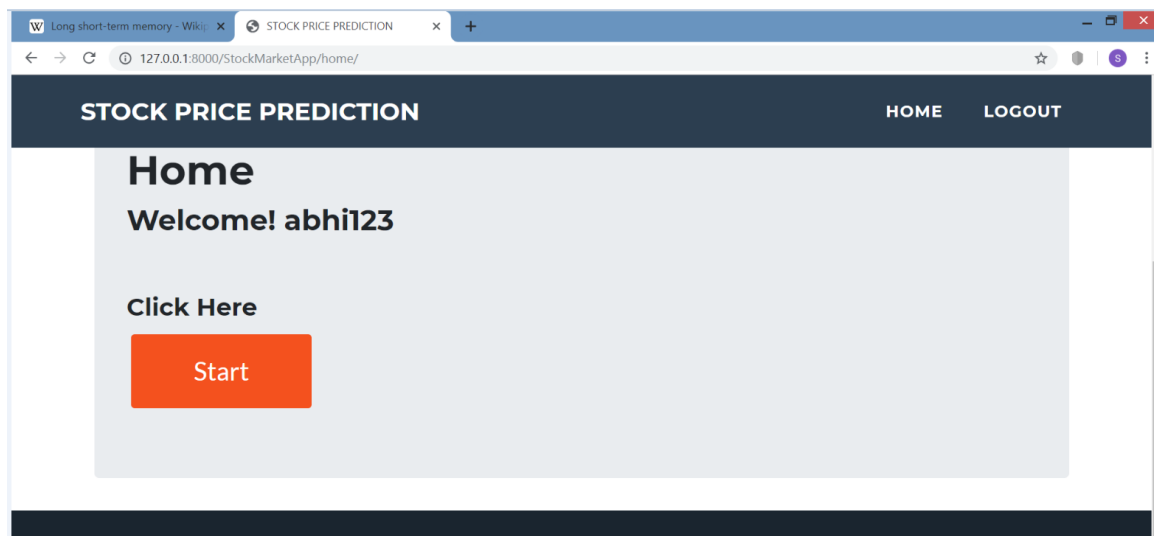 Long short-term memory - Wikip
STOCK PRICE PREDICTION
127.0.0.1:8000/StockMarketApp/home/
S
STOCK PRICE PREDICTION
HOME
LOGOUT
Home
Welcome! abhi123
Click Here
Start